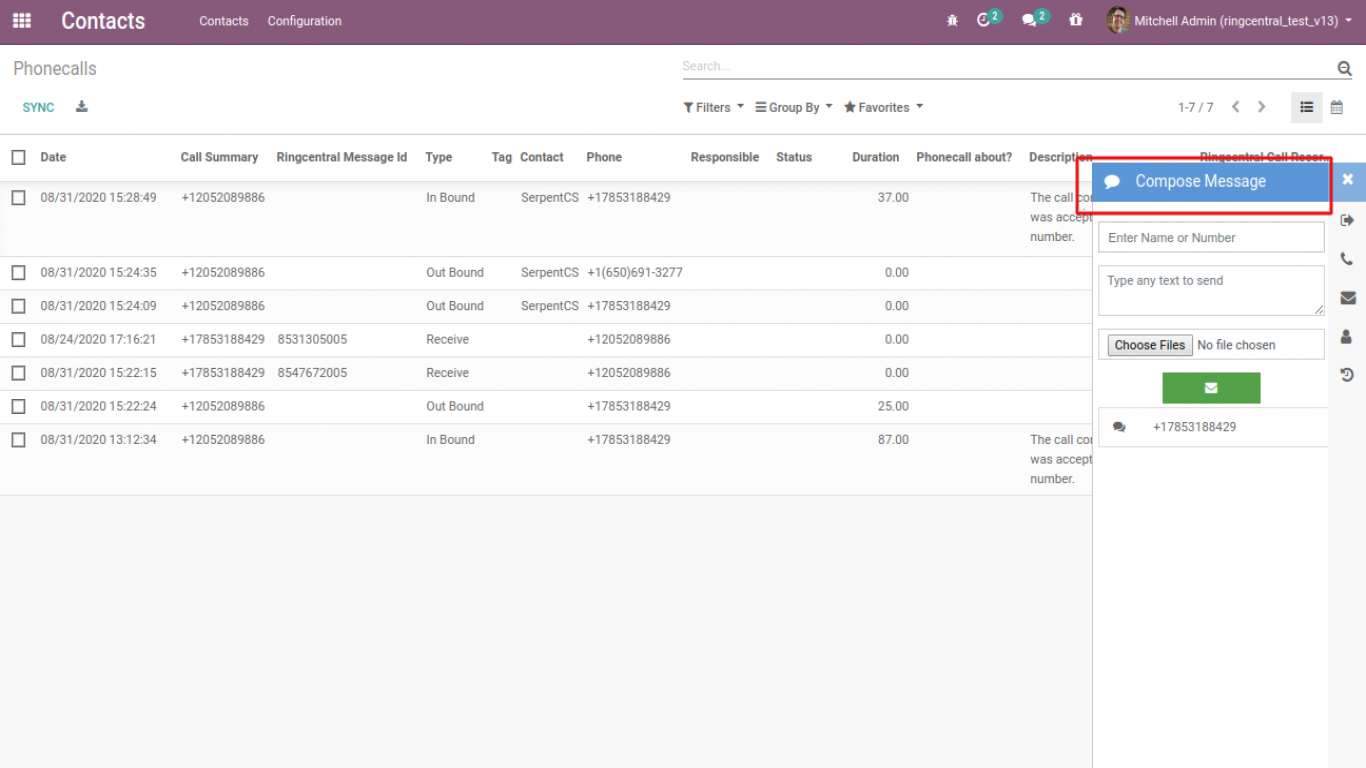 Contacts Contacts Configuration 2 2 Mitchell Admin (ringcentral_test_v13)
Phonecalls Search...
SYNC Filters Group By Favorites 1-7 / 7
Date Call Summary Ringcentral Message Id Type Tag Contact Phone Responsible Status Duration Phonecall about? Description Ringcentral Call Recor...
Compose Message
08/31/2020 15:28:49 +12052089886 In Bound SerpentCS +17853188429 37.00 The call co
was accept
number.
Enter Name or Number
08/31/2020 15:24:35 +12052089886 Out Bound SerpentCS +1(650)691-3277 0.00
Type any text to send
08/31/2020 15:24:09 +12052089886 Out Bound SerpentCS +17853188429 0.00
08/24/2020 17:16:21 +17853188429 8531305005 Receive +12052089886 0.00
Choose Files No file chosen
08/31/2020 15:22:15 +17853188429 8547672005 Receive +12052089886 0.00
08/31/2020 15:22:24 +12052089886 Out Bound +17853188429 25.00
+17853188429
08/31/2020 13:12:34 +12052089886 In Bound +17853188429 87.00 The call co
was accept
number.